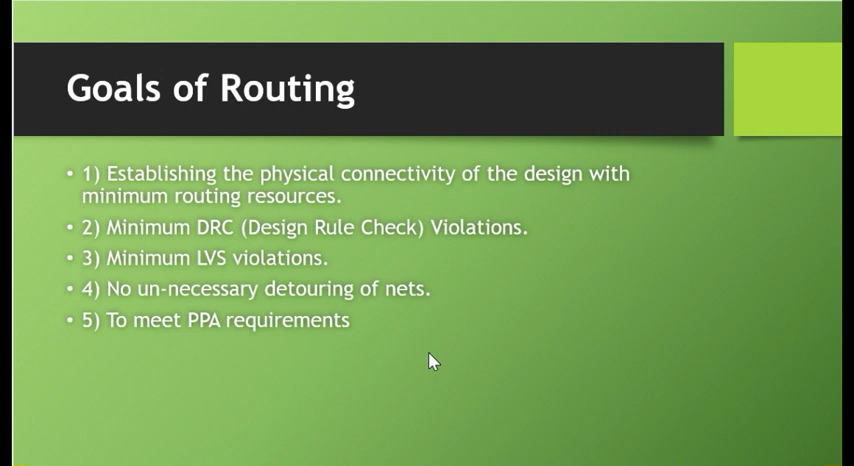 Goals of Routing
• 1) Establishing the physical connectivity of the design with
minimum routing resources.
• 2) Minimum DRC (Design Rule Check) Violations.
• 3) Minimum LVS violations.
• 4) No un-necessary detouring of nets.
• 5) To meet PPA requirements